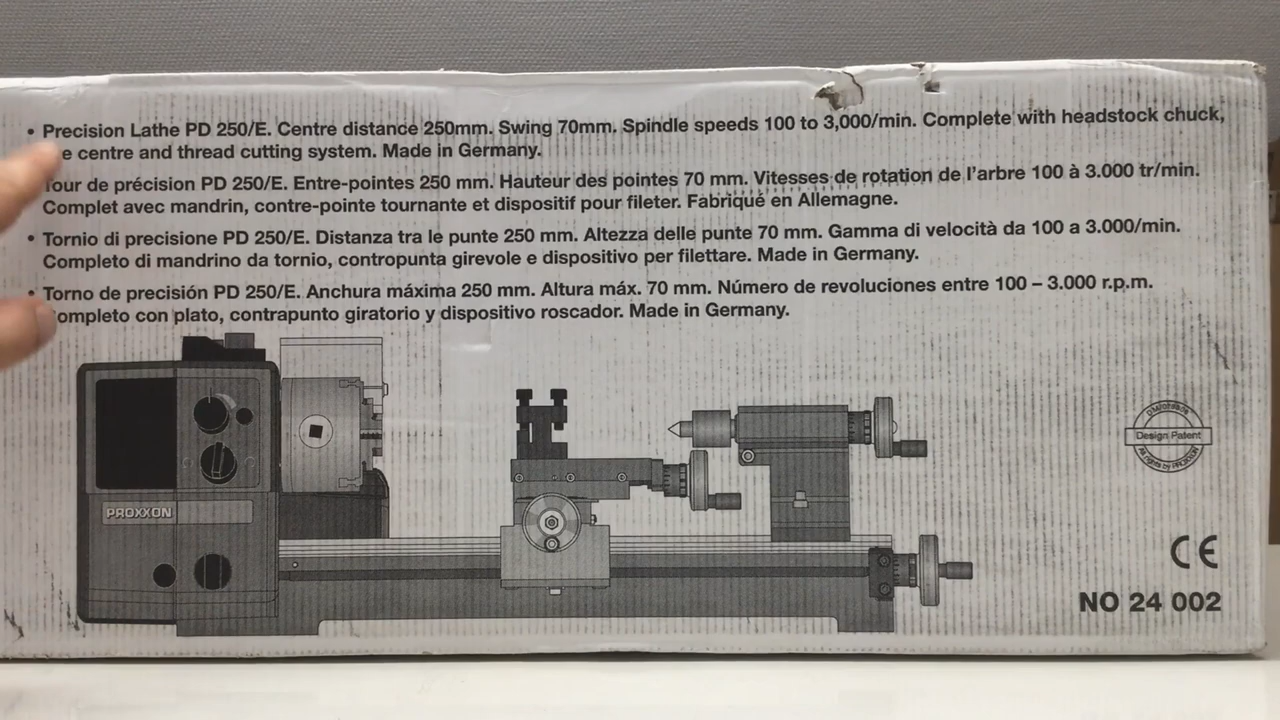 • Precision Lathe PD 250/E. Centre distance 250mm. Swing 70mm. Spindle speeds 100 to 3,000/min. Complete with headstock chuck,
centre and thread cutting system. Made in Germany.
Tour de précision PD 250/E. Entre-pointes 250 mm. Hauteur des pointes 70 mm. Vitesses de rotation de l'arbre 100 à 3.000 tr/min.
Complet avec mandrin, contre-pointe tournante et dispositif pour fileter. Fabriqué en Allemagne.
• Tornio di precisione PD 250/E. Distanza tra le punte 250 mm. Altezza delle punte 70 mm. Gamma di velocità da 100 a 3.000/min.
Completo di mandrino da tornio, contropunta girevole e dispositivo per filettare. Made in Germany.
• Torno de precisión PD 250/E. Anchura máxima 250 mm. Altura máx. 70 mm. Número de revoluciones entre 100 – 3.000 r.p.m.
ompleto con plato, contrapunto giratorio y dispositivo roscador. Made in Germany.
PROXXON
Design Patent
All rights by PROXXON
CE
NO 24 002